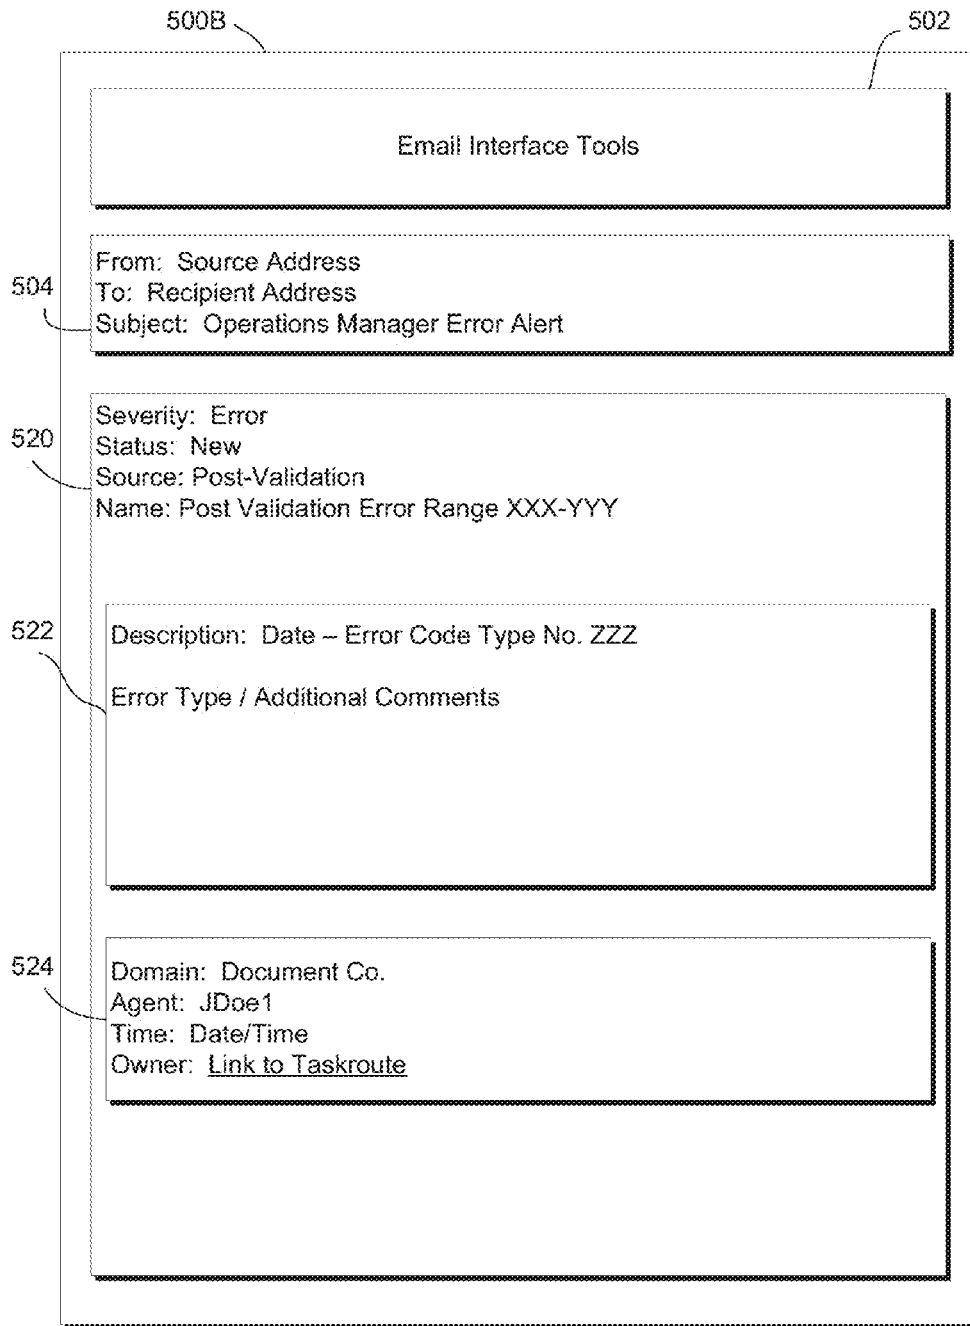 500B
502
Email Interface Tools
From: Source Address
504
To: Recipient Address
Subject: Operations Manager Error Alert
Severity: Error
520
Status: New
Source: Post-Validation
Name: Post Validation Error Range XXX-YYY
522
Description: Date – Error Code Type No. ZZZ
Error Type / Additional Comments
524
Domain: Document Co.
Agent: JDoe1
Time: Date/Time
Owner: Link to Taskroute